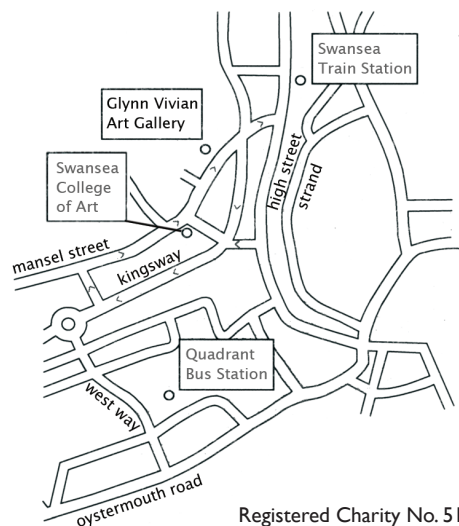 Swansea
Train Station
Glynn Vivian
Art Gallery
Swansea
College
of Art
high street
strand
mansel street
kingsway
Quadrant
Bus Station
west way
oystermouth road
Registered Charity No. 51